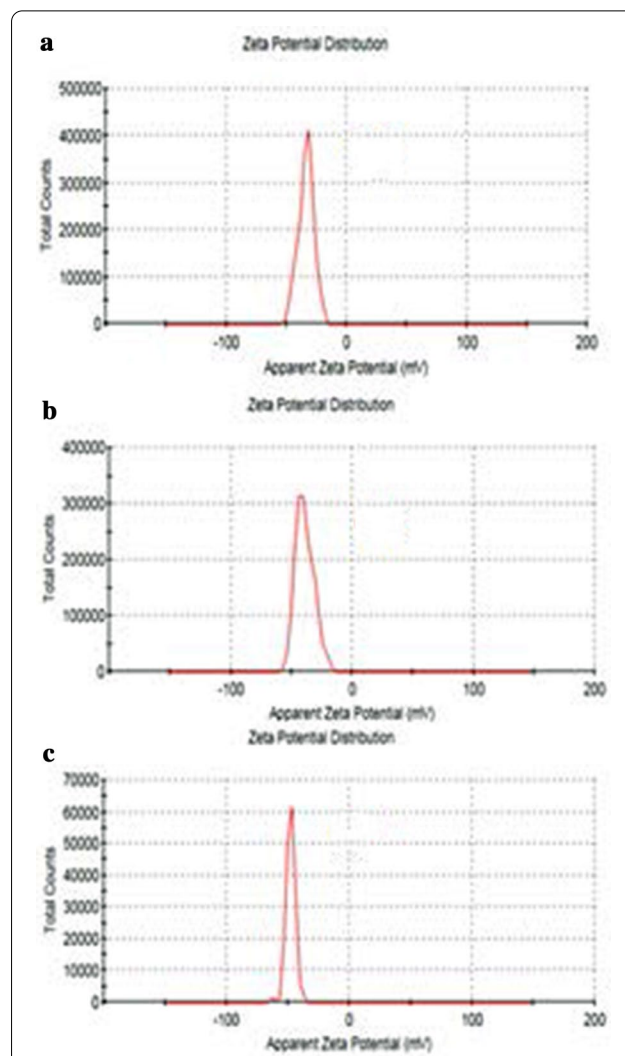 a
Zeta Potential Distribution
500000
400000
300000
200000
100000
0
Total Counts
-100 0 100 200
Apparent Zeta Potential (mV)
b
Zeta Potential Distribution
400000
300000
200000
100000
0
Total Counts
-100 0 100 200
Apparent Zeta Potential (mV)
c
Zeta Potential Distribution
70000
60000
50000
40000
30000
20000
10000
0
Total Counts
-100 0 100 200
Apparent Zeta Potential (mV)